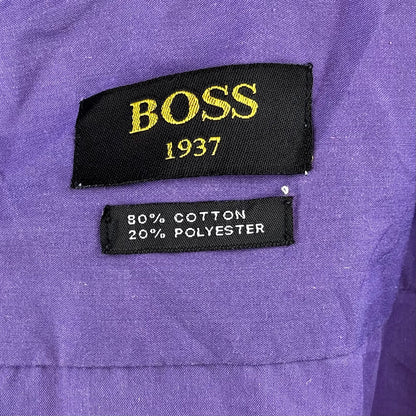 BOSS
1937
80% COTTON
20% POLYESTER